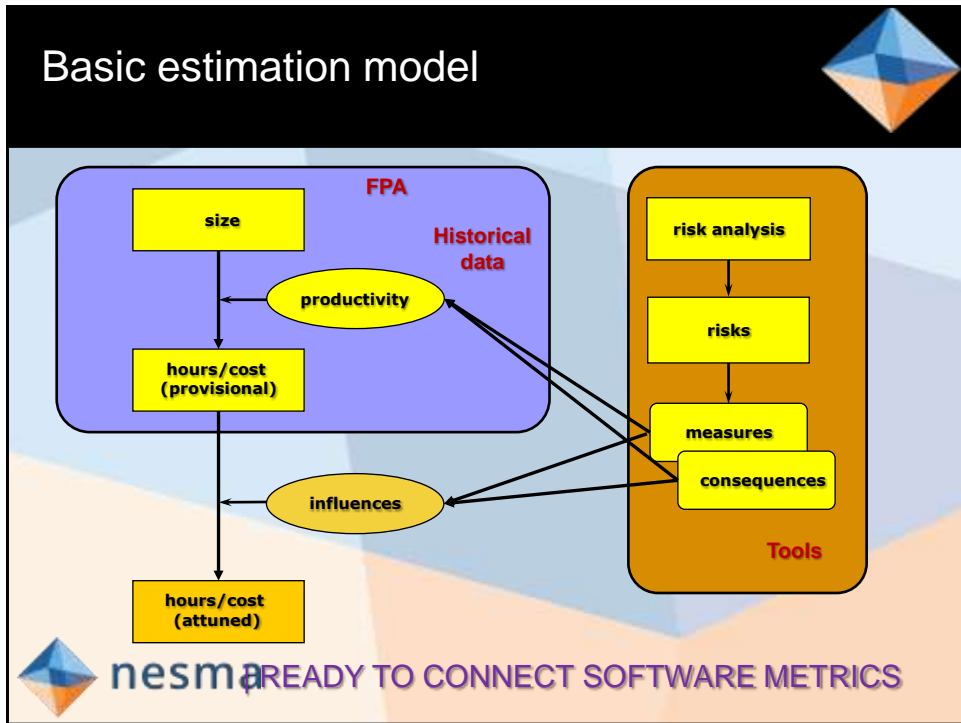 Basic estimation model
FPA
size
Historical
data
productivity
hours/cost
(provisional)
influences
hours/cost
(attuned)
risk analysis
risks
measures
consequences
Tools
nesma
| READY TO CONNECT SOFTWARE METRICS